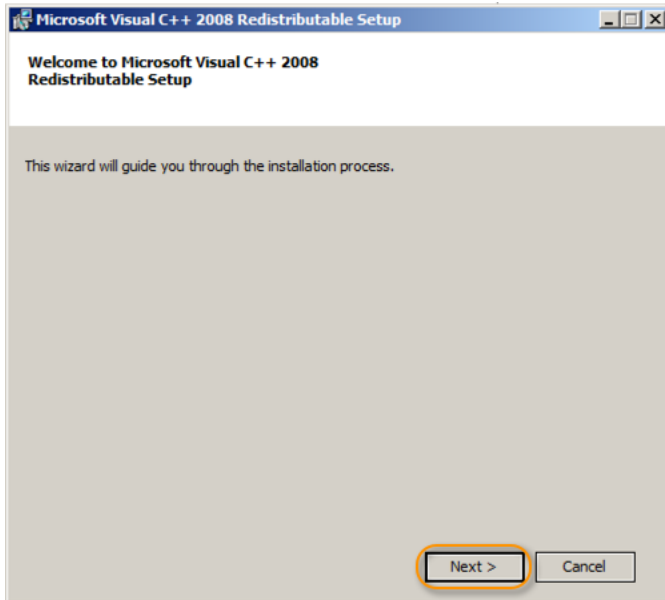 Microsoft Visual C++ 2008 Redistributable Setup
Welcome to Microsoft Visual C++ 2008
Redistributable Setup
This wizard will guide you through the installation process.
Next >
Cancel